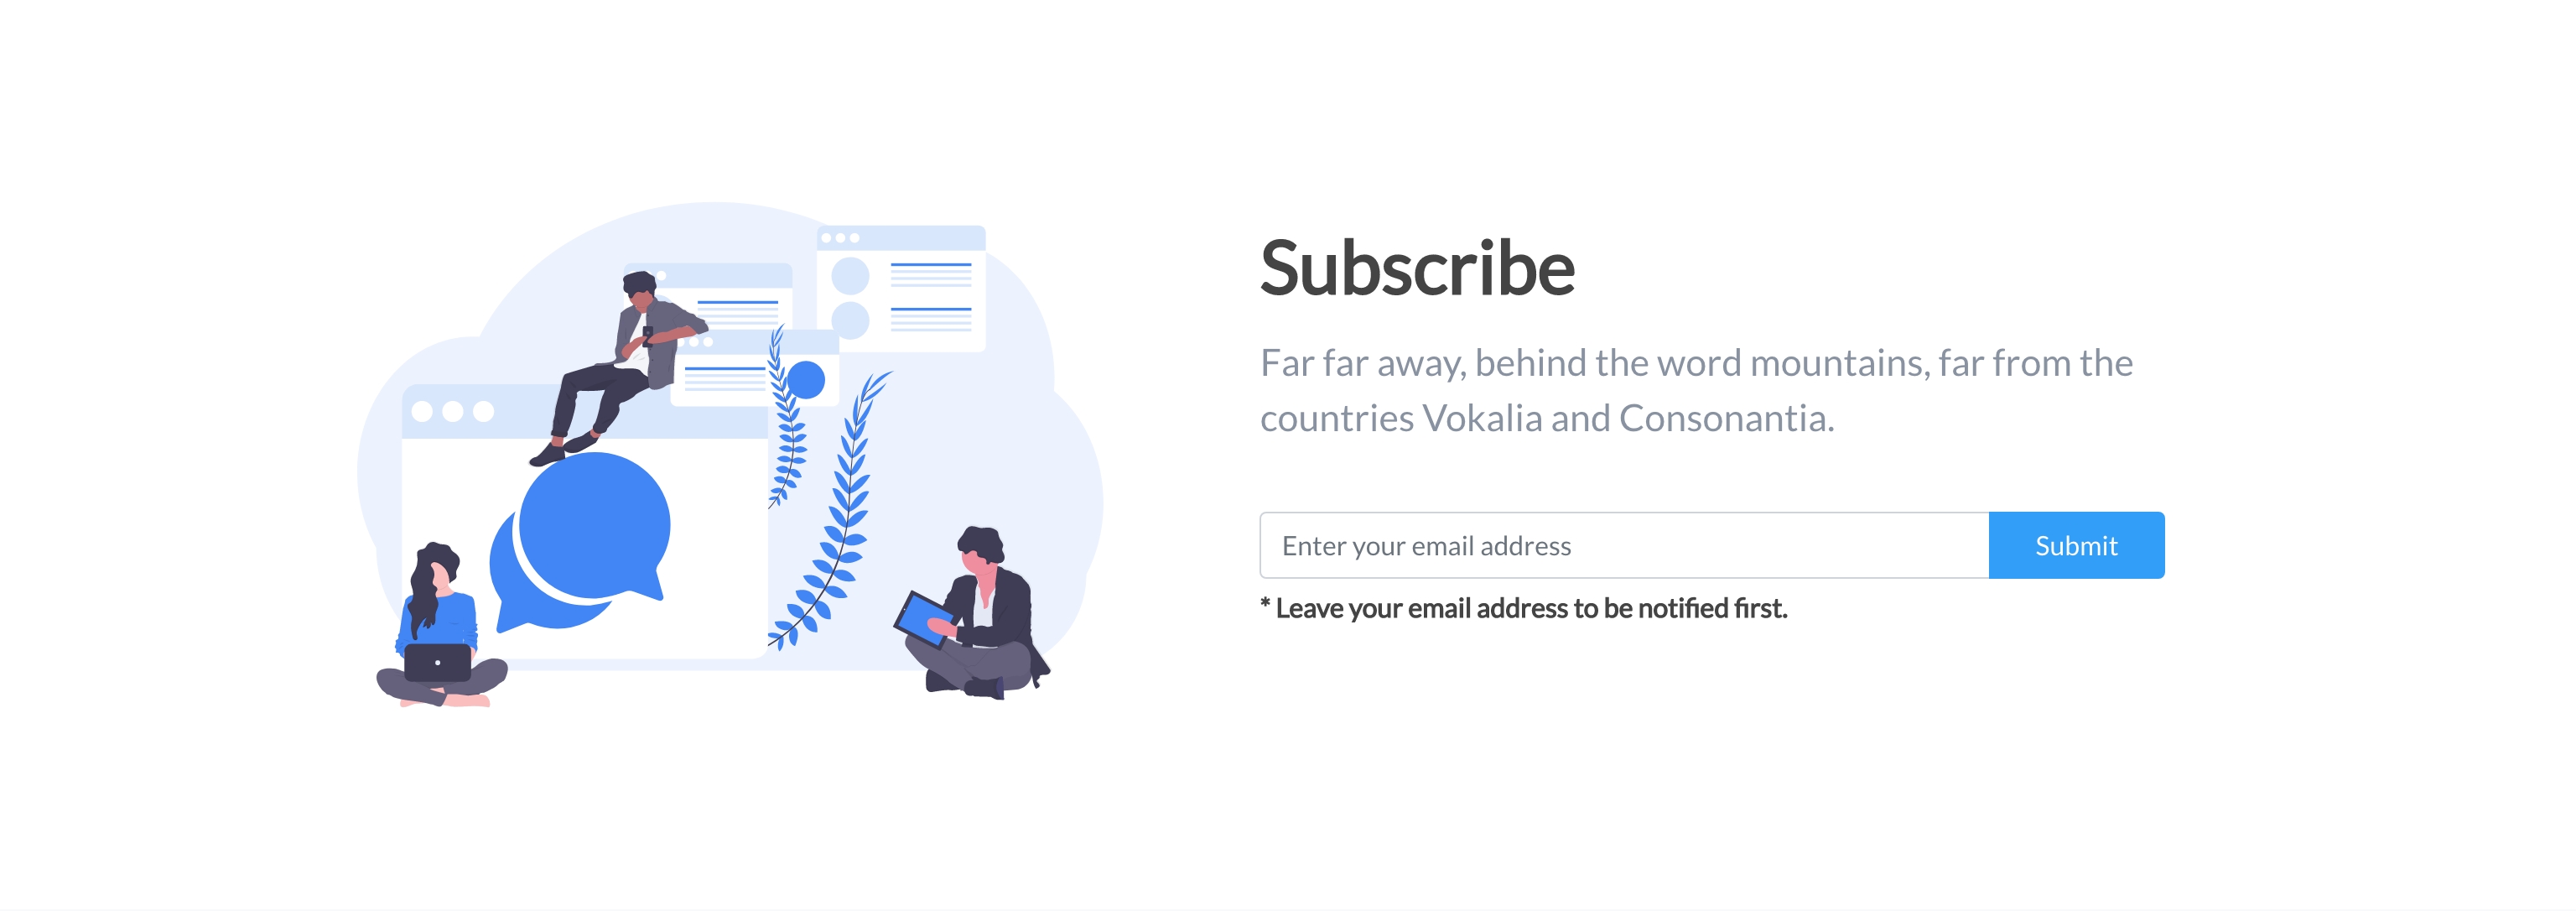 Subscribe
Far far away, behind the word mountains, far from the
countries Vokalia and Consonantia.
Enter your email address
Submit
* Leave your email address to be notified first.